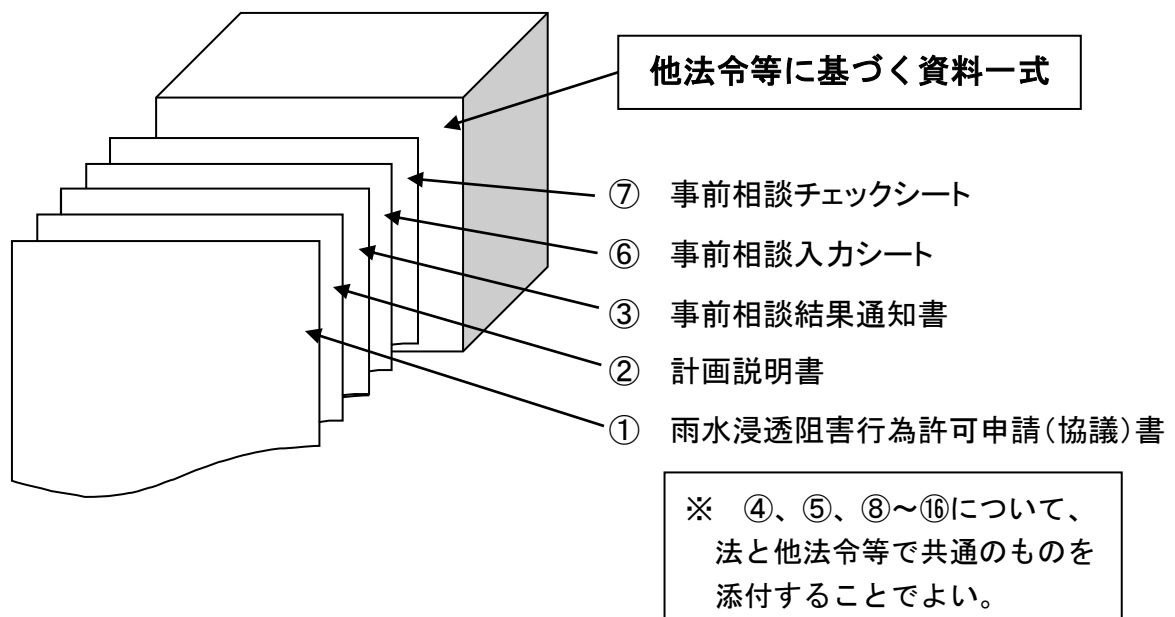 他法令等に基づく資料一式
⑦ 事前相談チェックシート
⑥ 事前相談入力シート
③ 事前相談結果通知書
② 計画説明書
① 雨水浸透阻害行為許可申請(協議)書
※ ④、⑤、⑧~⑯について、
法と他法令等で共通のものを
添付することでよい。